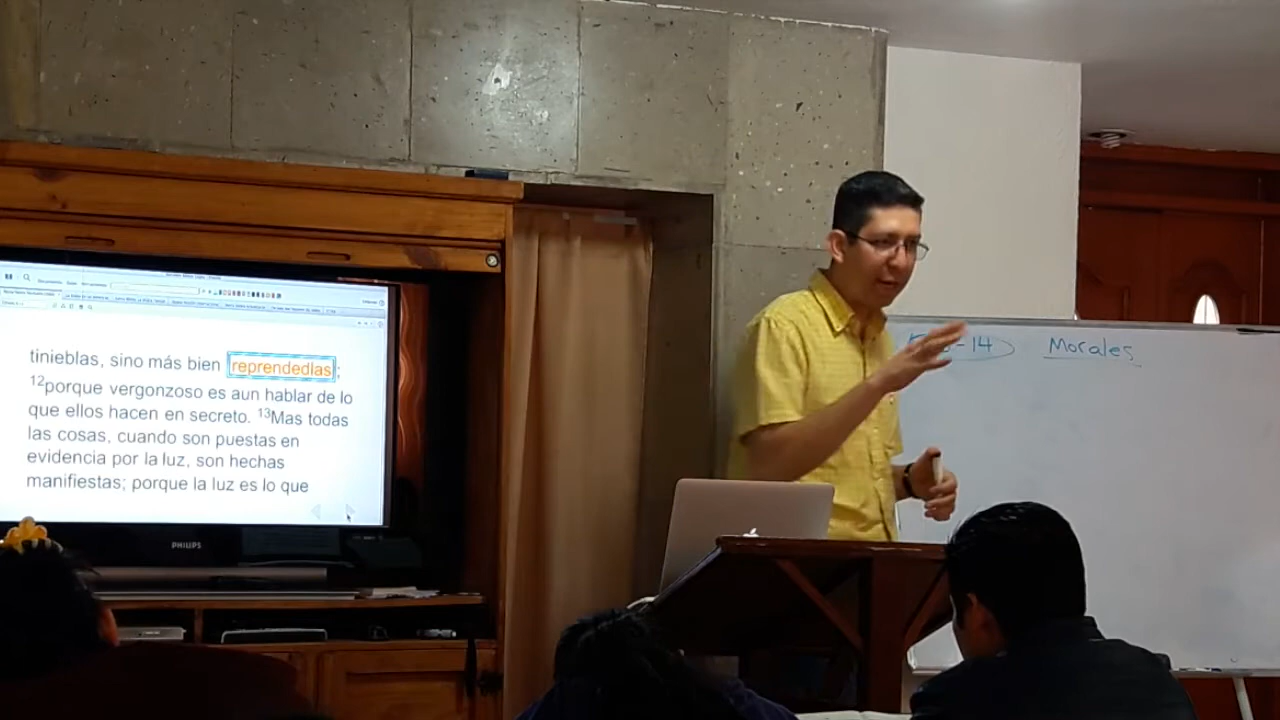 tinieblas, sino más bien reprendedlas;
12porque vergonzoso es aun hablar de lo
que ellos hacen en secreto. 13Mas todas
las cosas, cuando son puestas en
evidencia por la luz, son hechas
manifiestas; porque la luz es lo que
PHILIPS
-14 Morales